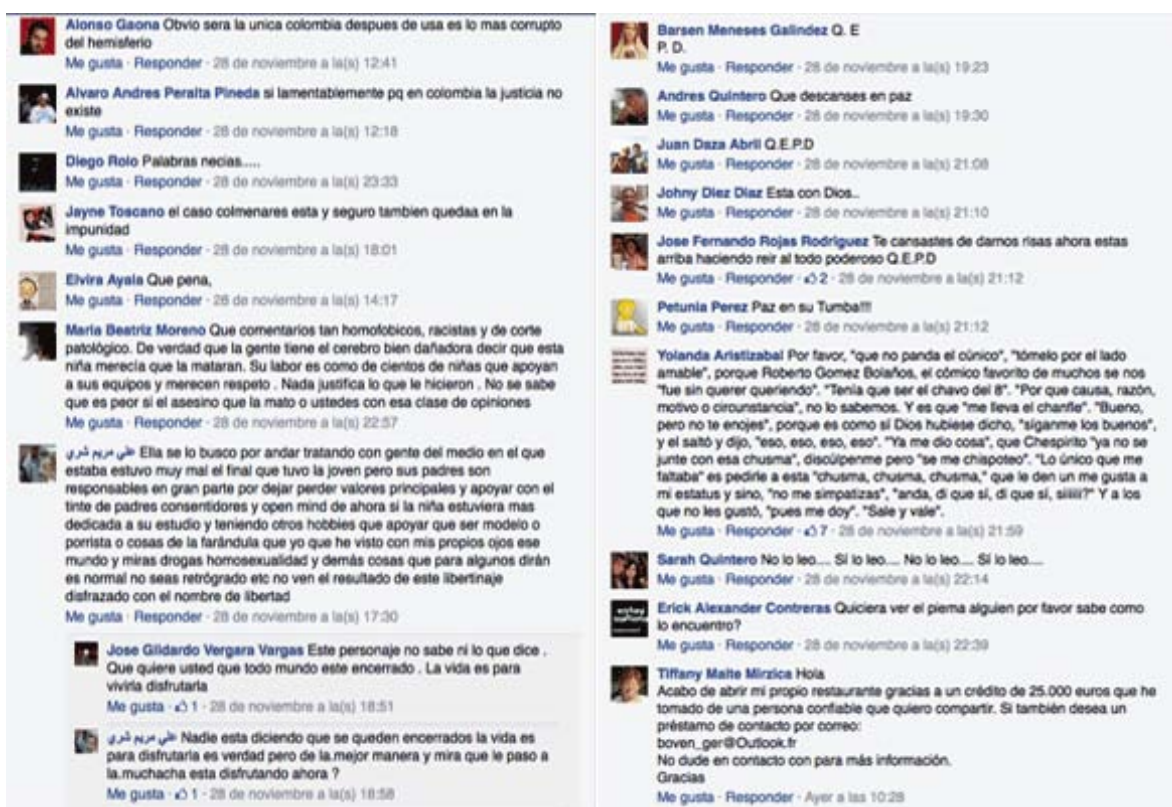 Alonso Gaona Obvio sera la unica colombia despues de usa es lo mas corrupto
del hemisferio
Me gusta · Responder · 28 de noviembre a la(s) 12:41
Alvaro Andres Peralta Pineda si lamentablemente pq en colombia la justicia no
existe
Me gusta · Responder · 28 de noviembre a la(s) 12:18
Diego Rolo Palabras necias.....
Me gusta · Responder · 28 de noviembre a la(s) 23:33
Jayne Toscano el caso colmenares esta y seguro tambien quedaa en la
impunidad
Me gusta · Responder · 28 de noviembre a la(s) 18:01
Elvira Ayala Que pena,
Me gusta · Responder · 28 de noviembre a la(s) 14:17
Maria Beatriz Moreno Que comentarios tan homofobicos, racistas y de corte
patológico. De verdad que la gente tiene el cerebro bien dañadora decir que esta
niña merecía que la mataran. Su labor es como de cientos de niñas que apoyan
a sus equipos y merecen respeto . Nada justifica lo que le hicieron . No se sabe
que es peor si el asesino que la mato o ustedes con esa clase de opiniones
Me gusta · Responder · 28 de noviembre a la(s) 22:57
علي مريم شري Ella se lo busco por andar tratando con gente del medio en el que
estaba estuvo muy mal el final que tuvo la joven pero sus padres son
responsables en gran parte por dejar perder valores principales y apoyar con el
tinte de padres consentidores y open mind de ahora si la niña estuviera mas
dedicada a su estudio y teniendo otros hobbies que apoyar que ser modelo o
porrista o cosas de la farándula que yo que he visto con mis propios ojos ese
mundo y miras drogas homosexualidad y demás cosas que para algunos dirán
es normal no seas retrógrado etc no ven el resultado de este libertinaje
disfrazado con el nombre de libertad
Me gusta · Responder · 28 de noviembre a la(s) 17:30
Jose Gildardo Vergara Vargas Este personaje no sabe ni lo que dice .
Que quiere usted que todo mundo este encerrado . La vida es para
vivirla disfrutarla
Me gusta · 1 · 28 de noviembre a la(s) 18:51
علي مريم شري Nadie esta diciendo que se queden encerrados la vida es
para disfrutarla es verdad pero de la.mejor manera y mira que le paso a
la.muchacha esta disfrutando ahora ?
Me gusta · 1 · 28 de noviembre a la(s) 18:58
Barsen Meneses Galindez Q. E
P. D.
Me gusta · Responder · 28 de noviembre a la(s) 19:23
Andres Quintero Que descanses en paz
Me gusta · Responder · 28 de noviembre a la(s) 19:30
Juan Daza Abril Q.E.P.D
Me gusta · Responder · 28 de noviembre a la(s) 21:08
Johny Diez Diaz Esta con Dios..
Me gusta · Responder · 28 de noviembre a la(s) 21:10
Jose Fernando Rojas Rodriguez Te cansastes de darnos risas ahora estas
arriba haciendo reir al todo poderoso Q.E.P.D
Me gusta · Responder · 2 · 28 de noviembre a la(s) 21:12
Petunia Perez Paz en su Tumba!!!
Me gusta · Responder · 28 de noviembre a la(s) 21:12
Yolanda Aristizabal Por favor, "que no panda el cúnico", "tómelo por el lado
amable", porque Roberto Gomez Bolaños, el cómico favorito de muchos se nos
"fue sin querer queriendo". "Tenía que ser el chavo del 8". "Por que causa, razón,
motivo o circunstancia", no lo sabemos. Y es que "me lleva el chanfle". "Bueno,
pero no te enojes", porque es como si Dios hubiese dicho, "síganme los buenos",
y el saltó y dijo, "eso, eso, eso, eso". "Ya me dio cosa", que Chespirito "ya no se
junte con esa chusma", discúlpenme pero "se me chispoteo". "Lo único que me
faltaba" es pedirle a esta "chusma, chusma, chusma," que le den un me gusta a
mi estatus y sino, "no me simpatizas", "anda, di que sí, di que sí, siiiii?" Y a los
que no les gustó, "pues me doy". "Sale y vale".
Me gusta · Responder · 7 · 28 de noviembre a la(s) 21:59
Sarah Quintero No lo leo.... Sí lo leo.... No lo leo.... Sí lo leo....
Me gusta · Responder · 28 de noviembre a la(s) 22:14
Erick Alexander Contreras Quiciera ver el piema alguien por favor sabe como
lo encuentro?
Me gusta · Responder · 28 de noviembre a la(s) 22:39
Tiffany Maite Mirzica Hola
Acabo de abrir mi propio restaurante gracias a un crédito de 25.000 euros que he
tomado de una persona confiable que quiero compartir. Si también desea un
préstamo de contacto por correo:
boven_ger@Outlook.fr
No dude en contacto con para más información.
Gracias
Me gusta · Responder · Ayer a las 10:28